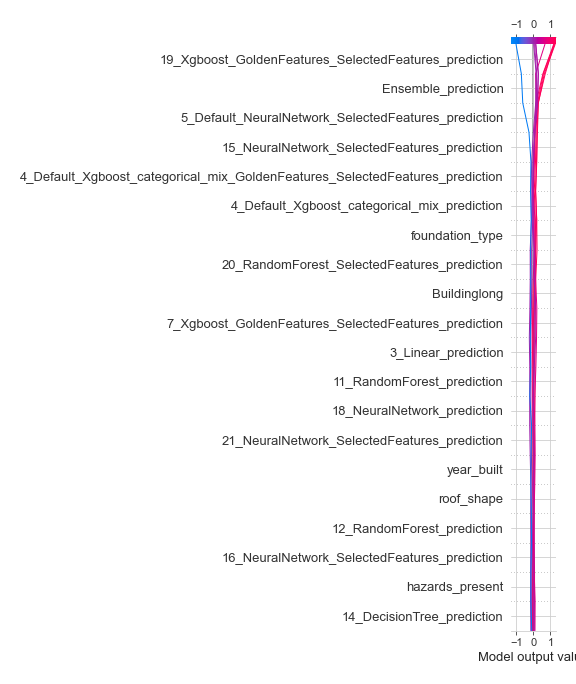 −1 0 1
19_Xgboost_GoldenFeatures_SelectedFeatures_prediction
Ensemble_prediction
5_Default_NeuralNetwork_SelectedFeatures_prediction
15_NeuralNetwork_SelectedFeatures_prediction
4_Default_Xgboost_categorical_mix_GoldenFeatures_SelectedFeatures_prediction
4_Default_Xgboost_categorical_mix_prediction
foundation_type
20_RandomForest_SelectedFeatures_prediction
Buildinglong
7_Xgboost_GoldenFeatures_SelectedFeatures_prediction
3_Linear_prediction
11_RandomForest_prediction
18_NeuralNetwork_prediction
21_NeuralNetwork_SelectedFeatures_prediction
year_built
roof_shape
12_RandomForest_prediction
16_NeuralNetwork_SelectedFeatures_prediction
hazards_present
14_DecisionTree_prediction
−1 0 1
Model output valu